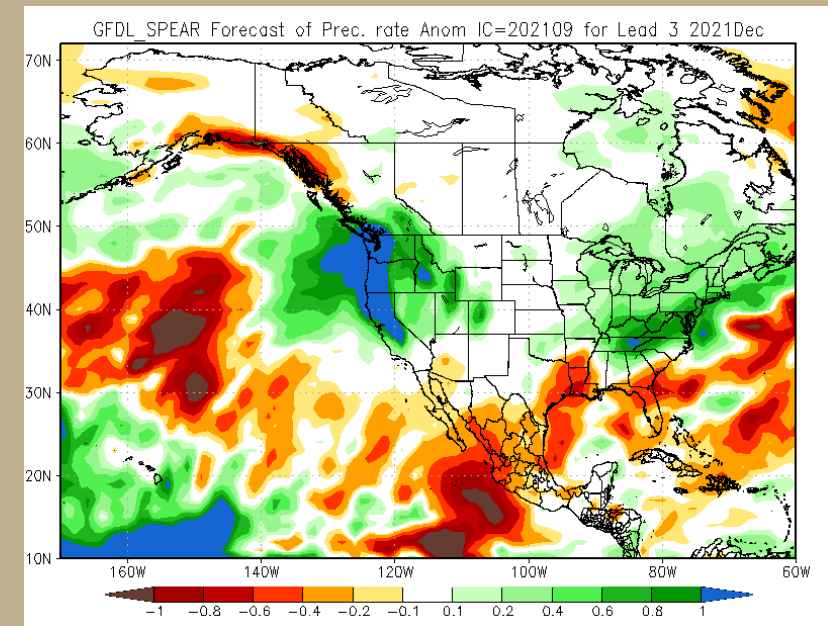 GFDL_SPEAR Forecast of Prec. rate Anom IC=202109 for Lead 3 2021Dec
70N
60N
50N
40N
30N
20N
10N
160W 140W 120W 100W 80W 60W
-1 -0.8 -0.6 -0.4 -0.2 -0.1 0.1 0.2 0.4 0.6 0.8 1